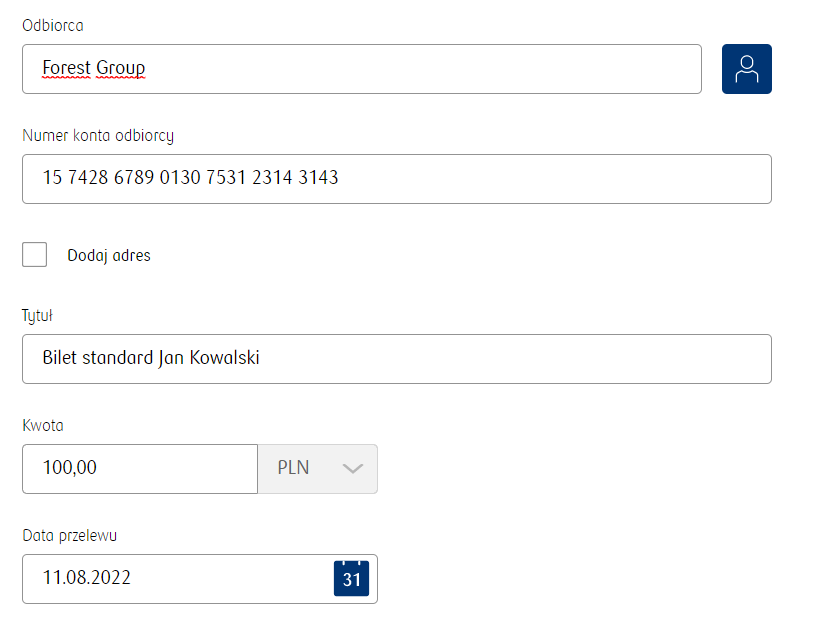 Odbiorca
Forest Group
Numer konta odbiorcy
15 7428 6789 0130 7531 2314 3143
Dodaj adres
Tytuł
Bilet standard Jan Kowalski
Kwota
100,00 PLN
Data przelewu
11.08.2022 31